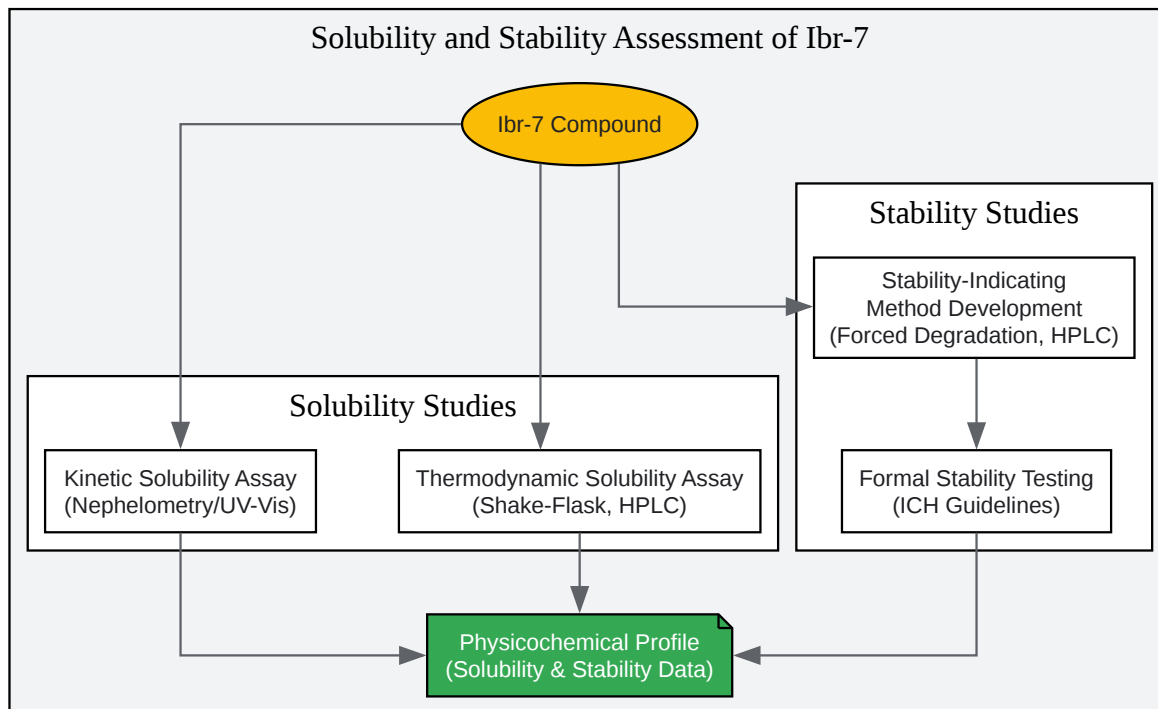 Solubility and Stability Assessment of Ibr-7
Ibr-7 Compound
Stability Studies
Stability-Indicating
Method Development
(Forced Degradation, HPLC)
Solubility Studies
Kinetic Solubility Assay
(Nephelometry/UV-Vis)
Thermodynamic Solubility Assay
(Shake-Flask, HPLC)
Formal Stability Testing
(ICH Guidelines)
Physicochemical Profile
(Solubility & Stability Data)